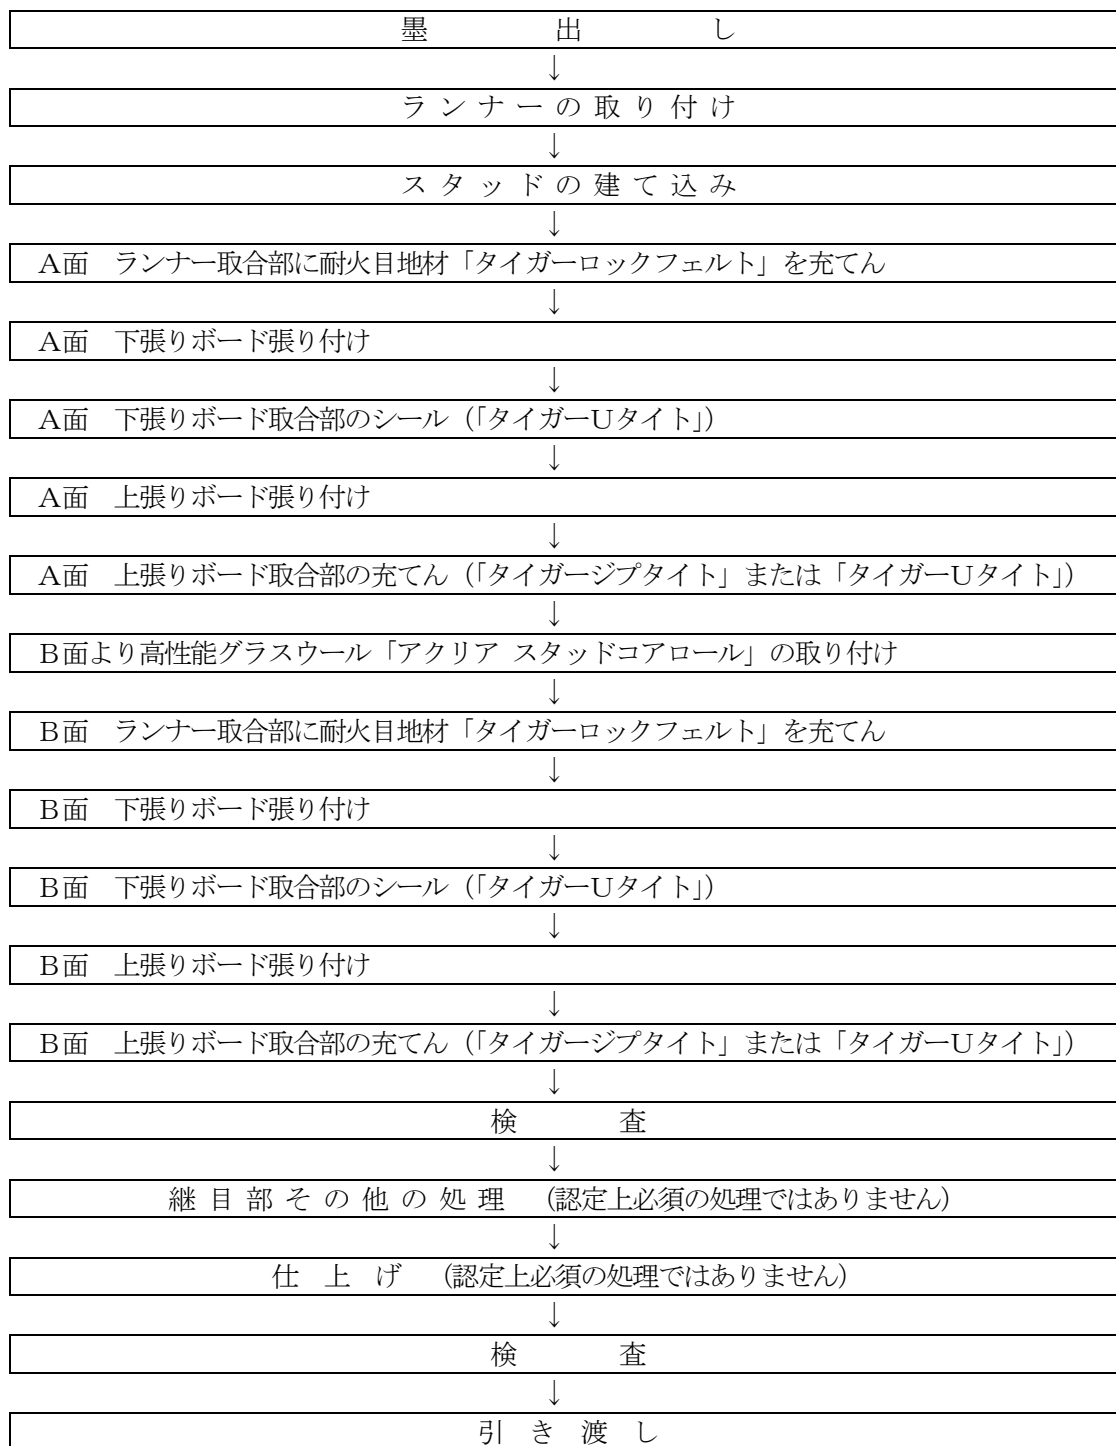 墨出し
↓
ランナーの取り付け
↓
スタッドの建て込み
↓
A面　ランナー取合部に耐火目地材「タイガーロックフェルト」を充てん
↓
A面　下張りボード張り付け
↓
A面　下張りボード取合部のシール（「タイガーUタイト」）
↓
A面　上張りボード張り付け
↓
A面　上張りボード取合部の充てん（「タイガージプタイト」または「タイガーUタイト」）
↓
B面より高性能グラスウール「アクリア スタッドコアロール」の取り付け
↓
B面　ランナー取合部に耐火目地材「タイガーロックフェルト」を充てん
↓
B面　下張りボード張り付け
↓
B面　下張りボード取合部のシール（「タイガーUタイト」）
↓
B面　上張りボード張り付け
↓
B面　上張りボード取合部の充てん（「タイガージプタイト」または「タイガーUタイト」）
↓
検査
↓
継目部その他の処理　（認定上必須の処理ではありません）
↓
仕上げ　（認定上必須の処理ではありません）
↓
検査
↓
引き渡し